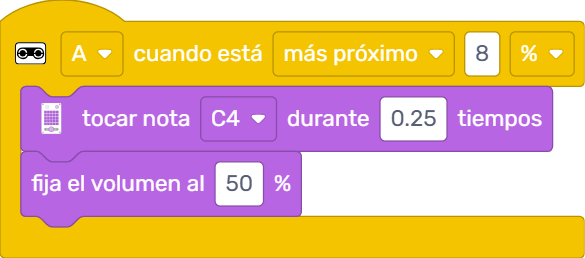 A cuando está más próximo 8 %
tocar nota C4 durante 0.25 tiempos
fija el volumen al 50 %